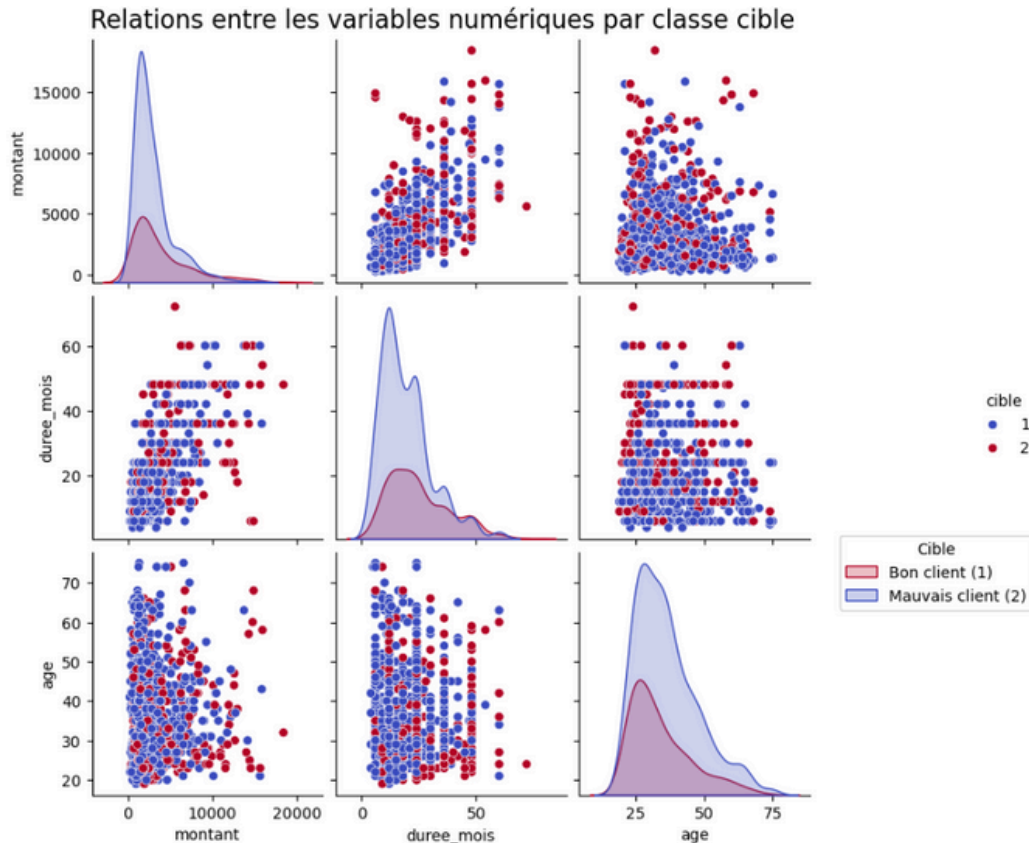 Relations entre les variables numériques par classe cible
montant
15000
10000
5000
0
duree_mois
60
40
20
cible
1
2
Cible
Bon client (1)
Mauvais client (2)
age
70
60
50
40
30
20
0 10000 20000
montant
0 50
duree_mois
25 50 75
age